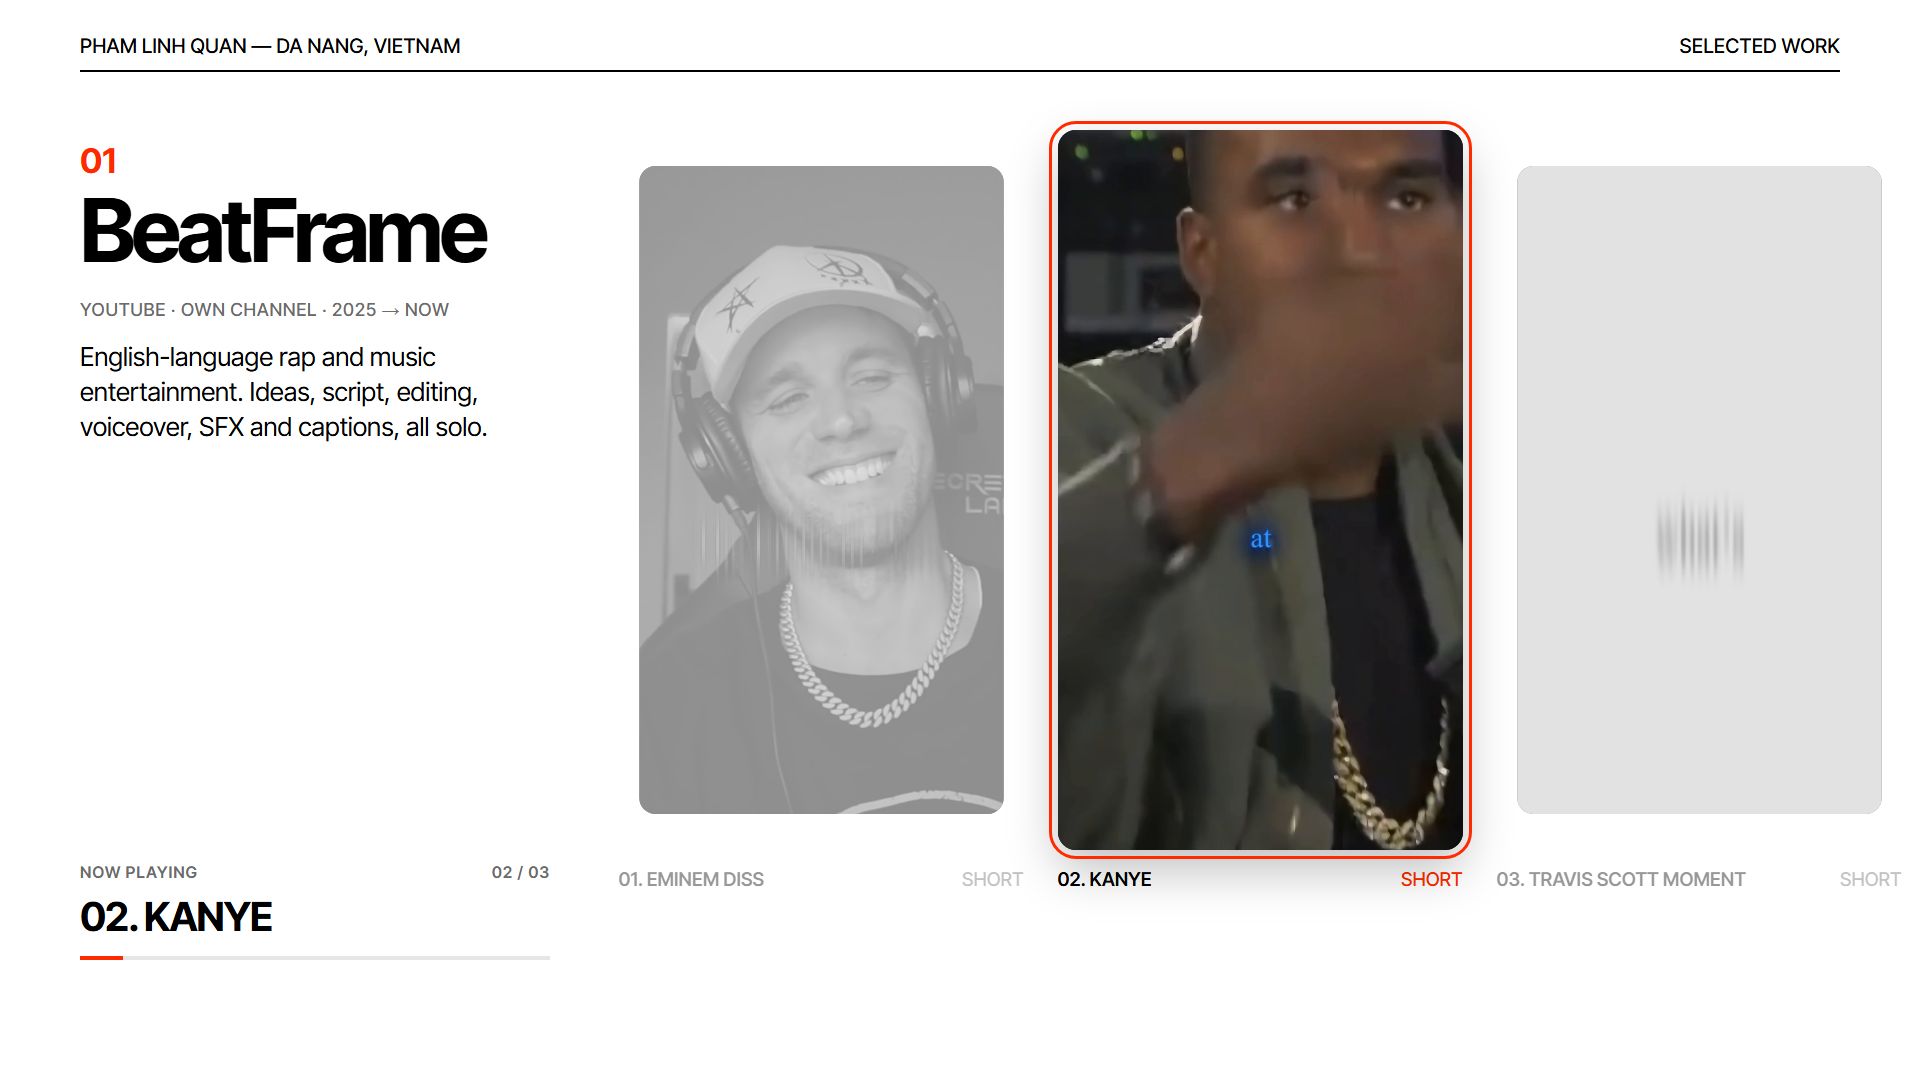 PHAM LINH QUAN — DA NANG, VIETNAM
SELECTED WORK
01
BeatFrame
YOUTUBE · OWN CHANNEL · 2025 → NOW
English-language rap and music
entertainment. Ideas, script, editing,
voiceover, SFX and captions, all solo.
at
01. EMINEM DISS
SHORT
02. KANYE
SHORT
03. TRAVIS SCOTT MOMENT
SHORT
NOW PLAYING
02 / 03
02. KANYE